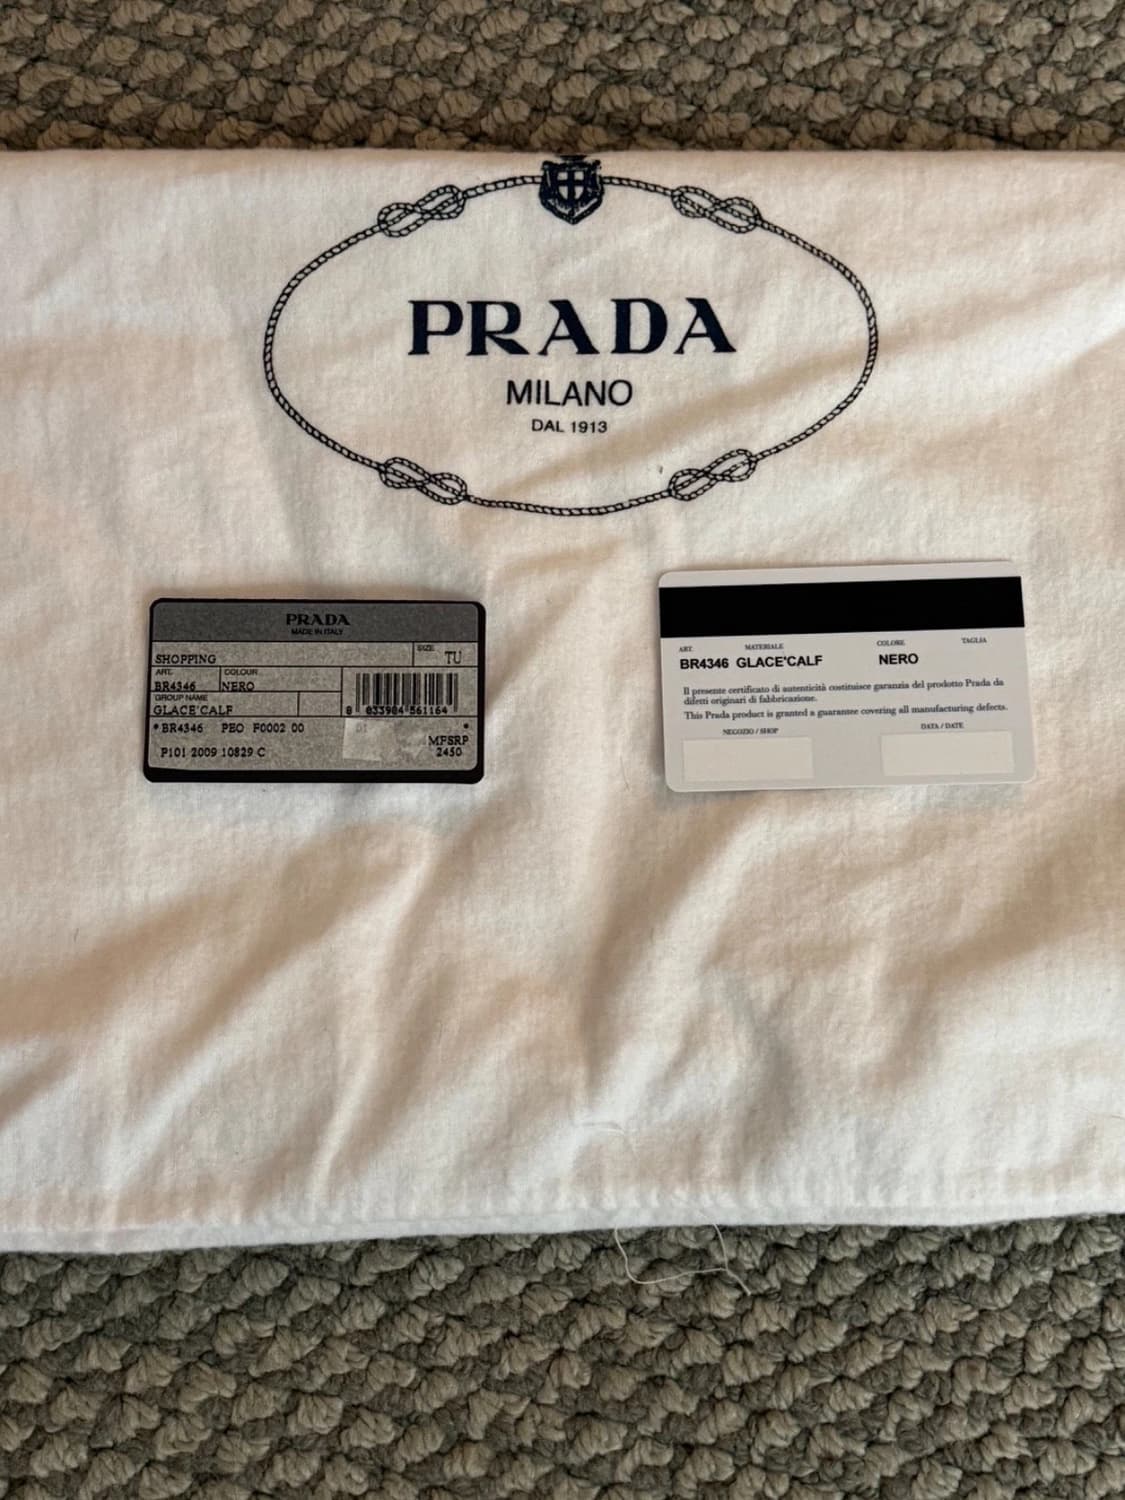 PRADA
MILANO
DAL 1913
PRADA
MADE IN ITALY
SHOPPING
SIZE
TU
ART.
COLOUR
BR4346
NERO
GROUP NAME
GLACE'CALF
8 033984 561164
*BR4346 PEO F0002 00 *
01
P101 2009 10829 C
MFSRP
2450
ART. MATERIALE COLORE TAGLIA
BR4346 GLACE'CALF NERO
Il presente certificato di autenticità costituisce garanzia del prodotto Prada da
difetti originari di fabbricazione.
This Prada product is granted a guarantee covering all manufacturing defects.
NEGOZIO / SHOP
DATA / DATE